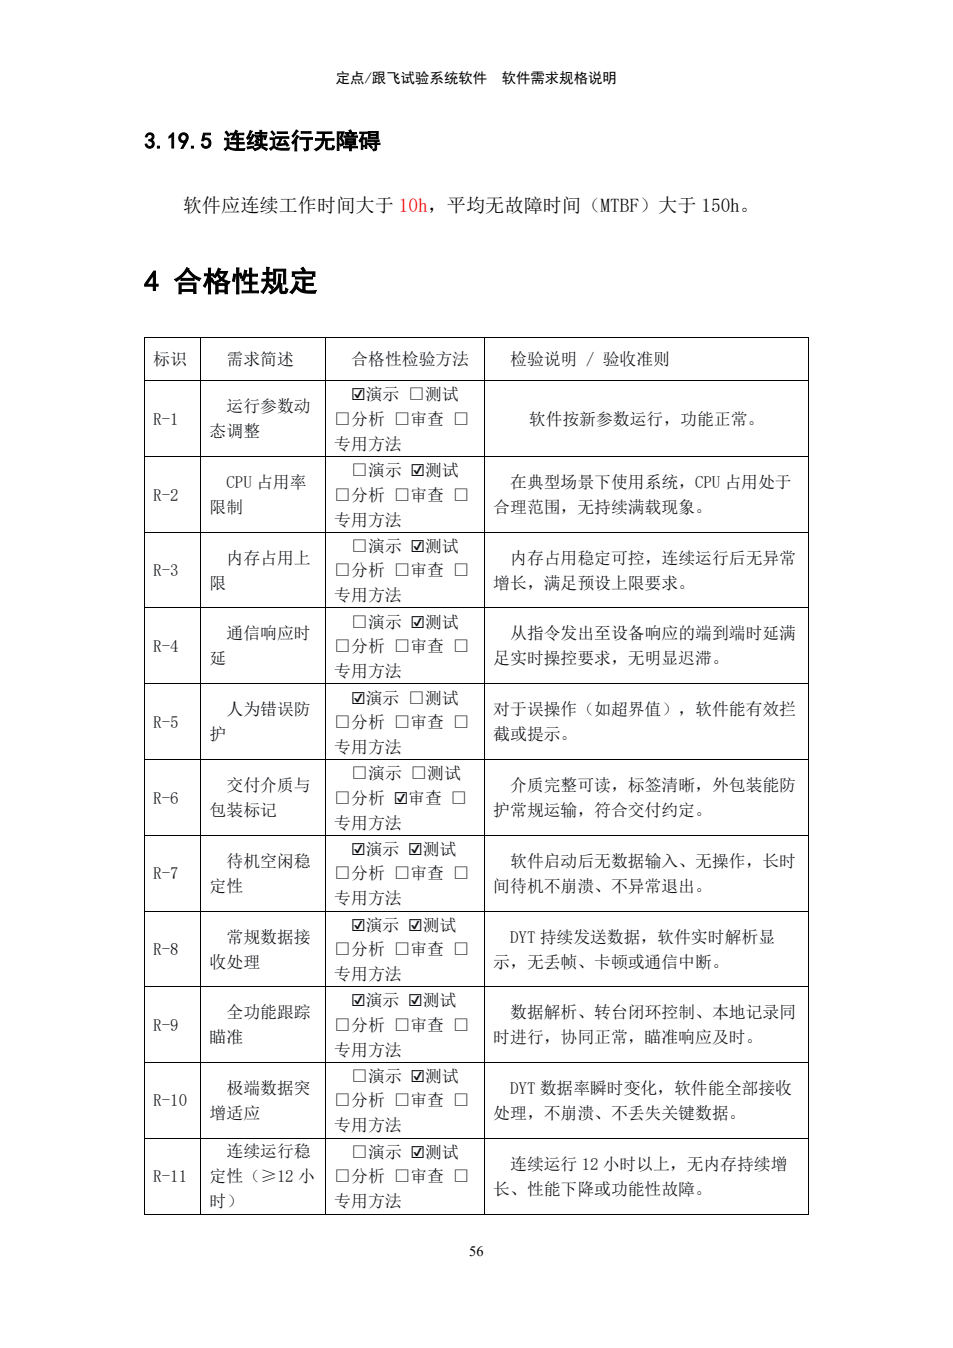 定点/跟飞试验系统软件　软件需求规格说明
3.19.5 连续运行无障碍
软件应连续工作时间大于 10h，平均无故障时间（MTBF）大于 150h。
4 合格性规定
标识　需求简述　合格性检验方法　检验说明 / 验收准则
R-1
运行参数动
态调整
☑演示 □测试
□分析 □审查 □
专用方法
软件按新参数运行，功能正常。
R-2
CPU 占用率
限制
□演示 ☑测试
□分析 □审查 □
专用方法
在典型场景下使用系统，CPU 占用处于
合理范围，无持续满载现象。
R-3
内存占用上
限
□演示 ☑测试
□分析 □审查 □
专用方法
内存占用稳定可控，连续运行后无异常
增长，满足预设上限要求。
R-4
通信响应时
延
□演示 ☑测试
□分析 □审查 □
专用方法
从指令发出至设备响应的端到端时延满
足实时操控要求，无明显迟滞。
R-5
人为错误防
护
☑演示 □测试
□分析 □审查 □
专用方法
对于误操作（如超界值），软件能有效拦
截或提示。
R-6
交付介质与
包装标记
□演示 □测试
□分析 ☑审查 □
专用方法
介质完整可读，标签清晰，外包装能防
护常规运输，符合交付约定。
R-7
待机空闲稳
定性
☑演示 ☑测试
□分析 □审查 □
专用方法
软件启动后无数据输入、无操作，长时
间待机不崩溃、不异常退出。
R-8
常规数据接
收处理
☑演示 ☑测试
□分析 □审查 □
专用方法
DYT 持续发送数据，软件实时解析显
示，无丢帧、卡顿或通信中断。
R-9
全功能跟踪
瞄准
☑演示 ☑测试
□分析 □审查 □
专用方法
数据解析、转台闭环控制、本地记录同
时进行，协同正常，瞄准响应及时。
R-10
极端数据突
增适应
□演示 ☑测试
□分析 □审查 □
专用方法
DYT 数据率瞬时变化，软件能全部接收
处理，不崩溃、不丢失关键数据。
R-11
连续运行稳
定性（≥12 小
时）
□演示 ☑测试
□分析 □审查 □
专用方法
连续运行 12 小时以上，无内存持续增
长、性能下降或功能性故障。
56